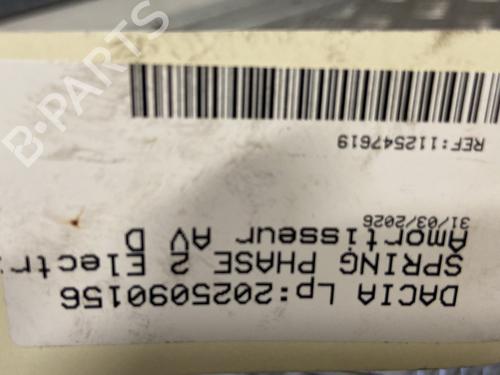 DACIA Lp:2025090156
SPRING PHASE 2 Electr
Amortisseur AV D
31/03/2026
REF:112547619
B-PARTS